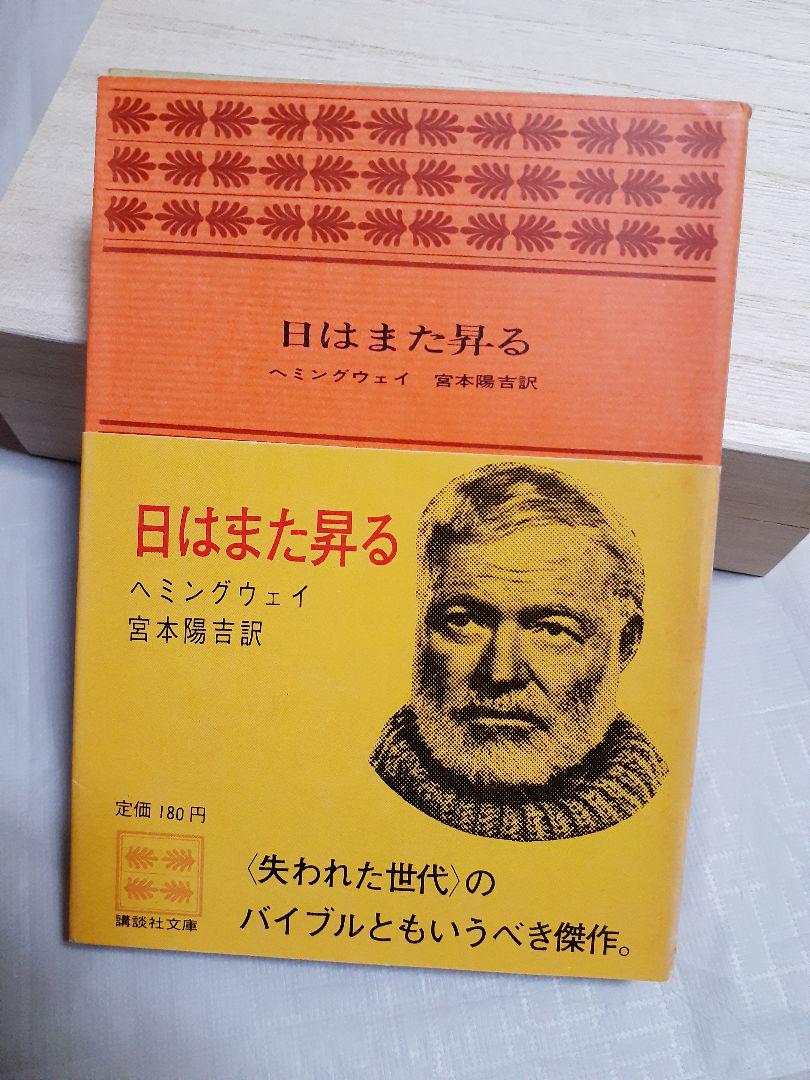 日はまた昇る
ヘミングウェイ　宮本陽吉訳
日はまた昇る
ヘミングウェイ
宮本陽吉訳
定価180円
講談社文庫
〈失われた世代〉の
バイブルともいうべき傑作。